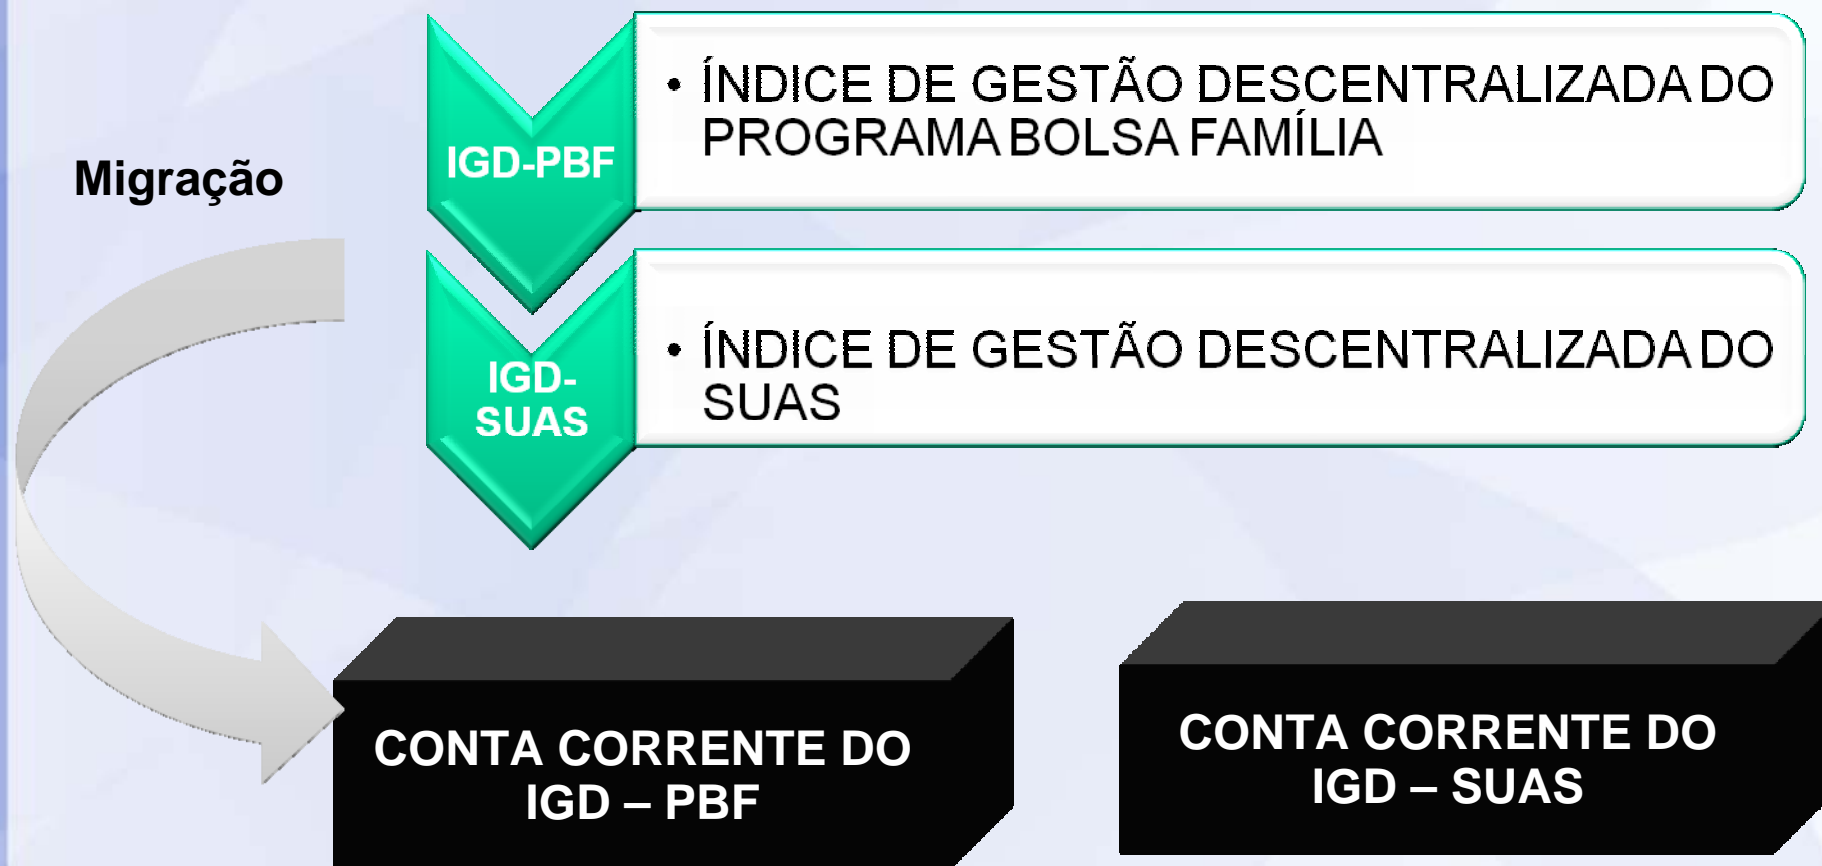 Migração
IGD-PBF
• ÍNDICE DE GESTÃO DESCENTRALIZADA DO
PROGRAMA BOLSA FAMÍLIA
IGD-
SUAS
• ÍNDICE DE GESTÃO DESCENTRALIZADA DO
SUAS
CONTA CORRENTE DO
IGD – PBF
CONTA CORRENTE DO
IGD – SUAS